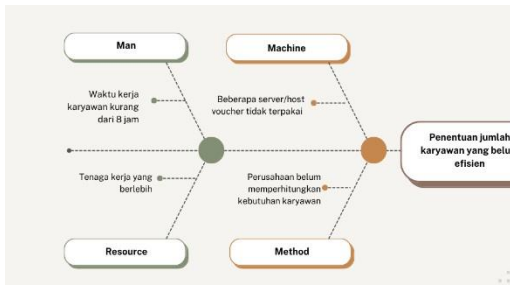 Man
Machine
Waktu kerja
karyawan kurang
dari 8 jam
Beberapa server/host
voucher tidak terpakai
Penentuan jumlah
karyawan yang belu
efisien
Tenaga kerja yang
berlebih
Perusahaan belum
memperhitungkan
kebutuhan karyawan
Resource
Method